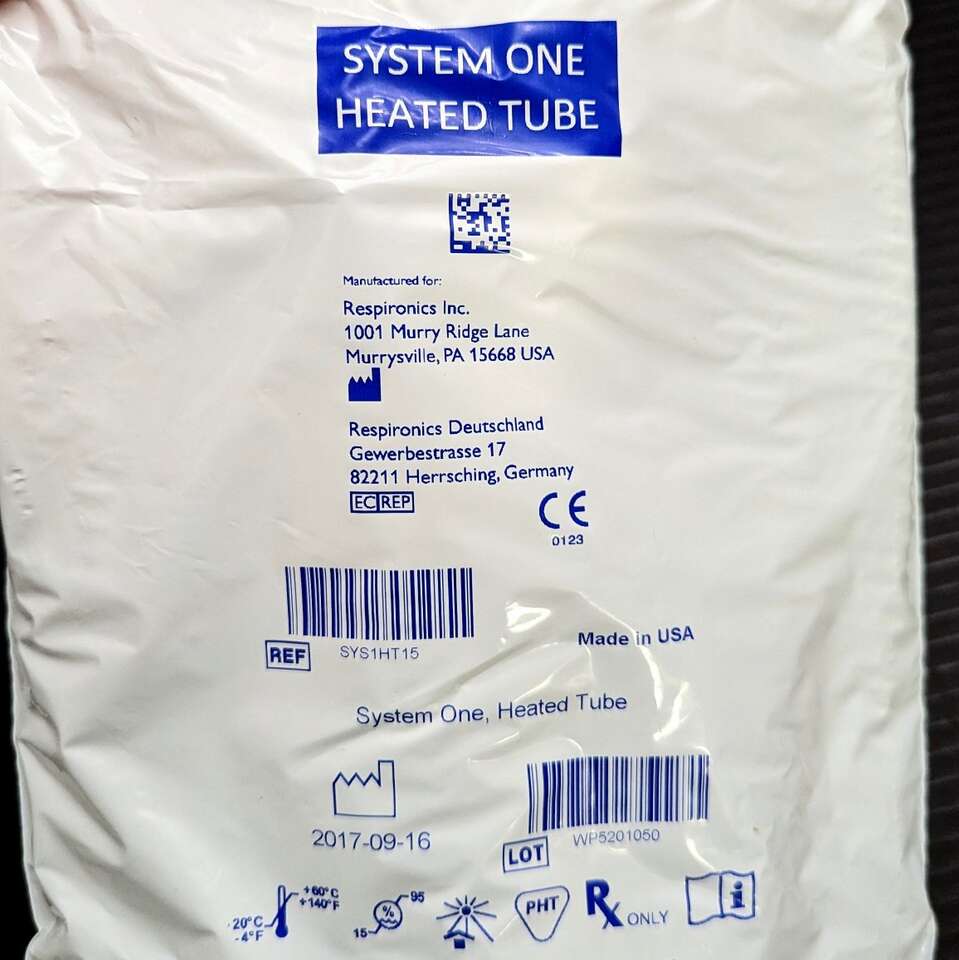 SYSTEM ONE
HEATED TUBE
Manufactured for:
Respironics Inc.
1001 Murry Ridge Lane
Murrysville, PA 15668 USA
Respironics Deutschland
Gewerbestrasse 17
82211 Herrsching, Germany
EC REP
CE
0123
REF SYS1HT15
Made in USA
System One, Heated Tube
2017-09-16
LOT WP5201050
-20°C
-4°F
+60°C
+140°F
15
%
95
PHT
Rx ONLY
i